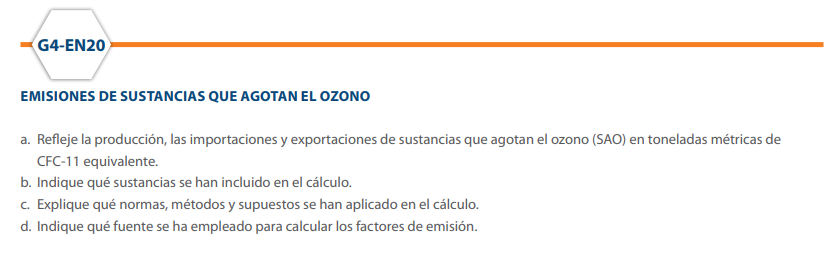 G4-EN20
EMISIONES DE SUSTANCIAS QUE AGOTAN EL OZONO
a. Refleje la producción, las importaciones y exportaciones de sustancias que agotan el ozono (SAO) en toneladas métricas de
CFC-11 equivalente.
b. Indique qué sustancias se han incluido en el cálculo.
c. Explique qué normas, métodos y supuestos se han aplicado en el cálculo.
d. Indique qué fuente se ha empleado para calcular los factores de emisión.